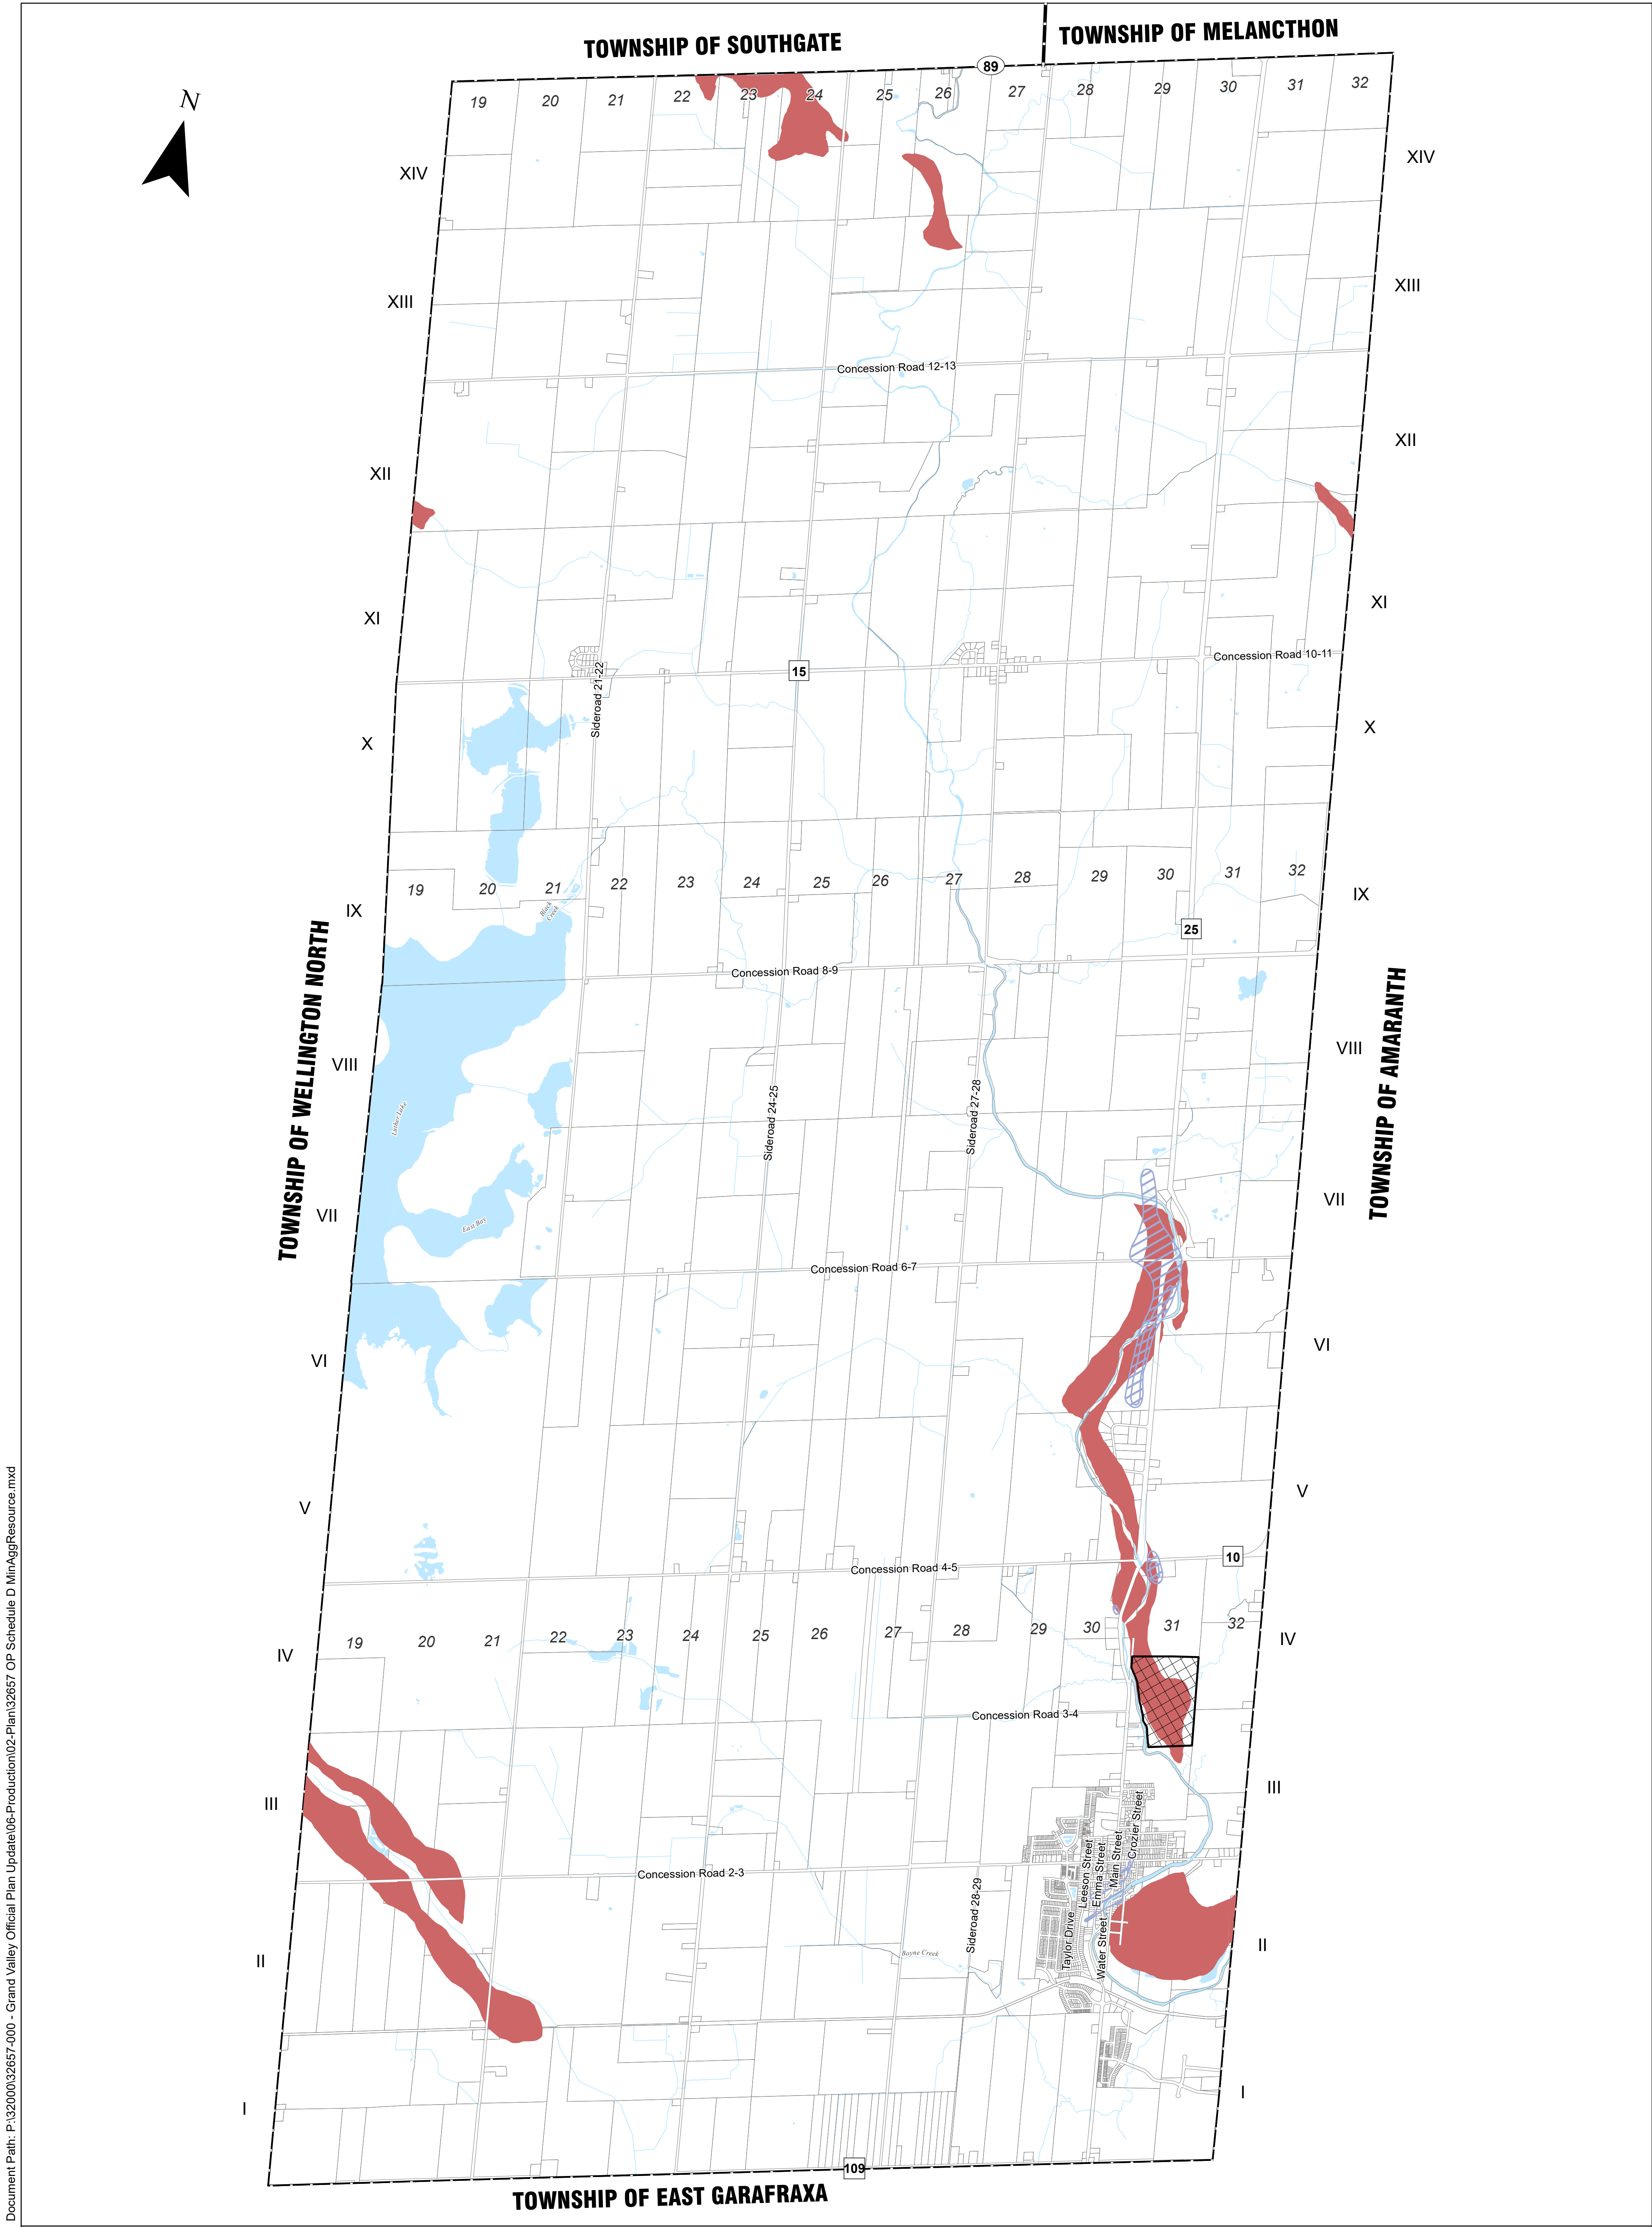 TOWNSHIP OF SOUTHGATE
TOWNSHIP OF MELANCTHON
89
N
19 20 21 22 23 24 25 26 27 28 29 30 31 32
XIV
XIV
XIII
XIII
Concession Road 12-13
XII
XII
XI
XI
Concession Road 10-11
15
Sideroad 21-22
X
X
19 20 21 22 23 24 25 26 27 28 29 30 31 32
Black
Creek
IX
IX
25
TOWNSHIP OF WELLINGTON NORTH
Concession Road 8-9
TOWNSHIP OF AMARANTH
VIII
VIII
Luther Lake
Sideroad 24-25
Sideroad 27-28
VII
VII
East Bay
Concession Road 6-7
VI
VI
V
V
10
Concession Road 4-5
19 20 21 22 23 24 25 26 27 28 29 30 31 32
IV
IV
Concession Road 3-4
III
III
Crozier Street
Main Street
Emma Street
Leeson Street
Concession Road 2-3
Sideroad 28-29
Taylor Drive
Water Street
Bayne Creek
II
II
I
I
109
TOWNSHIP OF EAST GARAFRAXA
Document Path: P:\32000\32657-000 - Grand Valley Official Plan Update\06-Production\02-Plan\32657 OP Schedule D MinAggResource.mxd